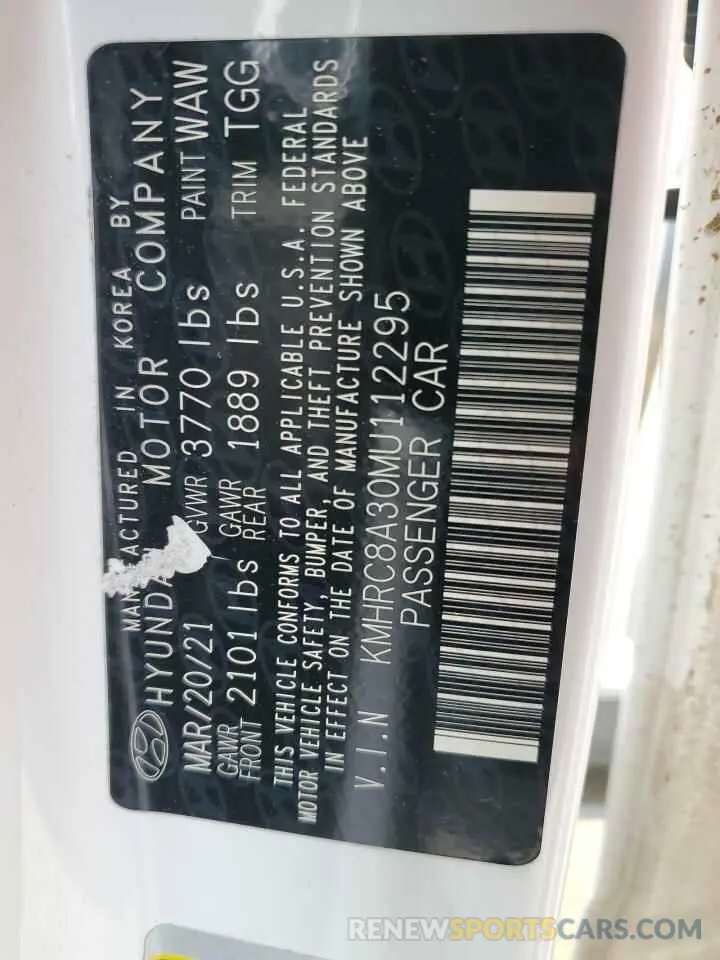 MANUFACTURED IN KOREA BY
HYUNDAI MOTOR COMPANY
MAR/20/21 GVWR 3770 lbs PAINT WAW
GAWR FRONT 2101 lbs GAWR REAR 1889 lbs TRIM TGG
THIS VEHICLE CONFORMS TO ALL APPLICABLE U.S.A. FEDERAL
MOTOR VEHICLE SAFETY, BUMPER, AND THEFT PREVENTION STANDARDS
IN EFFECT ON THE DATE OF MANUFACTURE SHOWN ABOVE
V.I.N KMHRC8A30MU112295
PASSENGER CAR
RENEWSPORTSCARS.COM